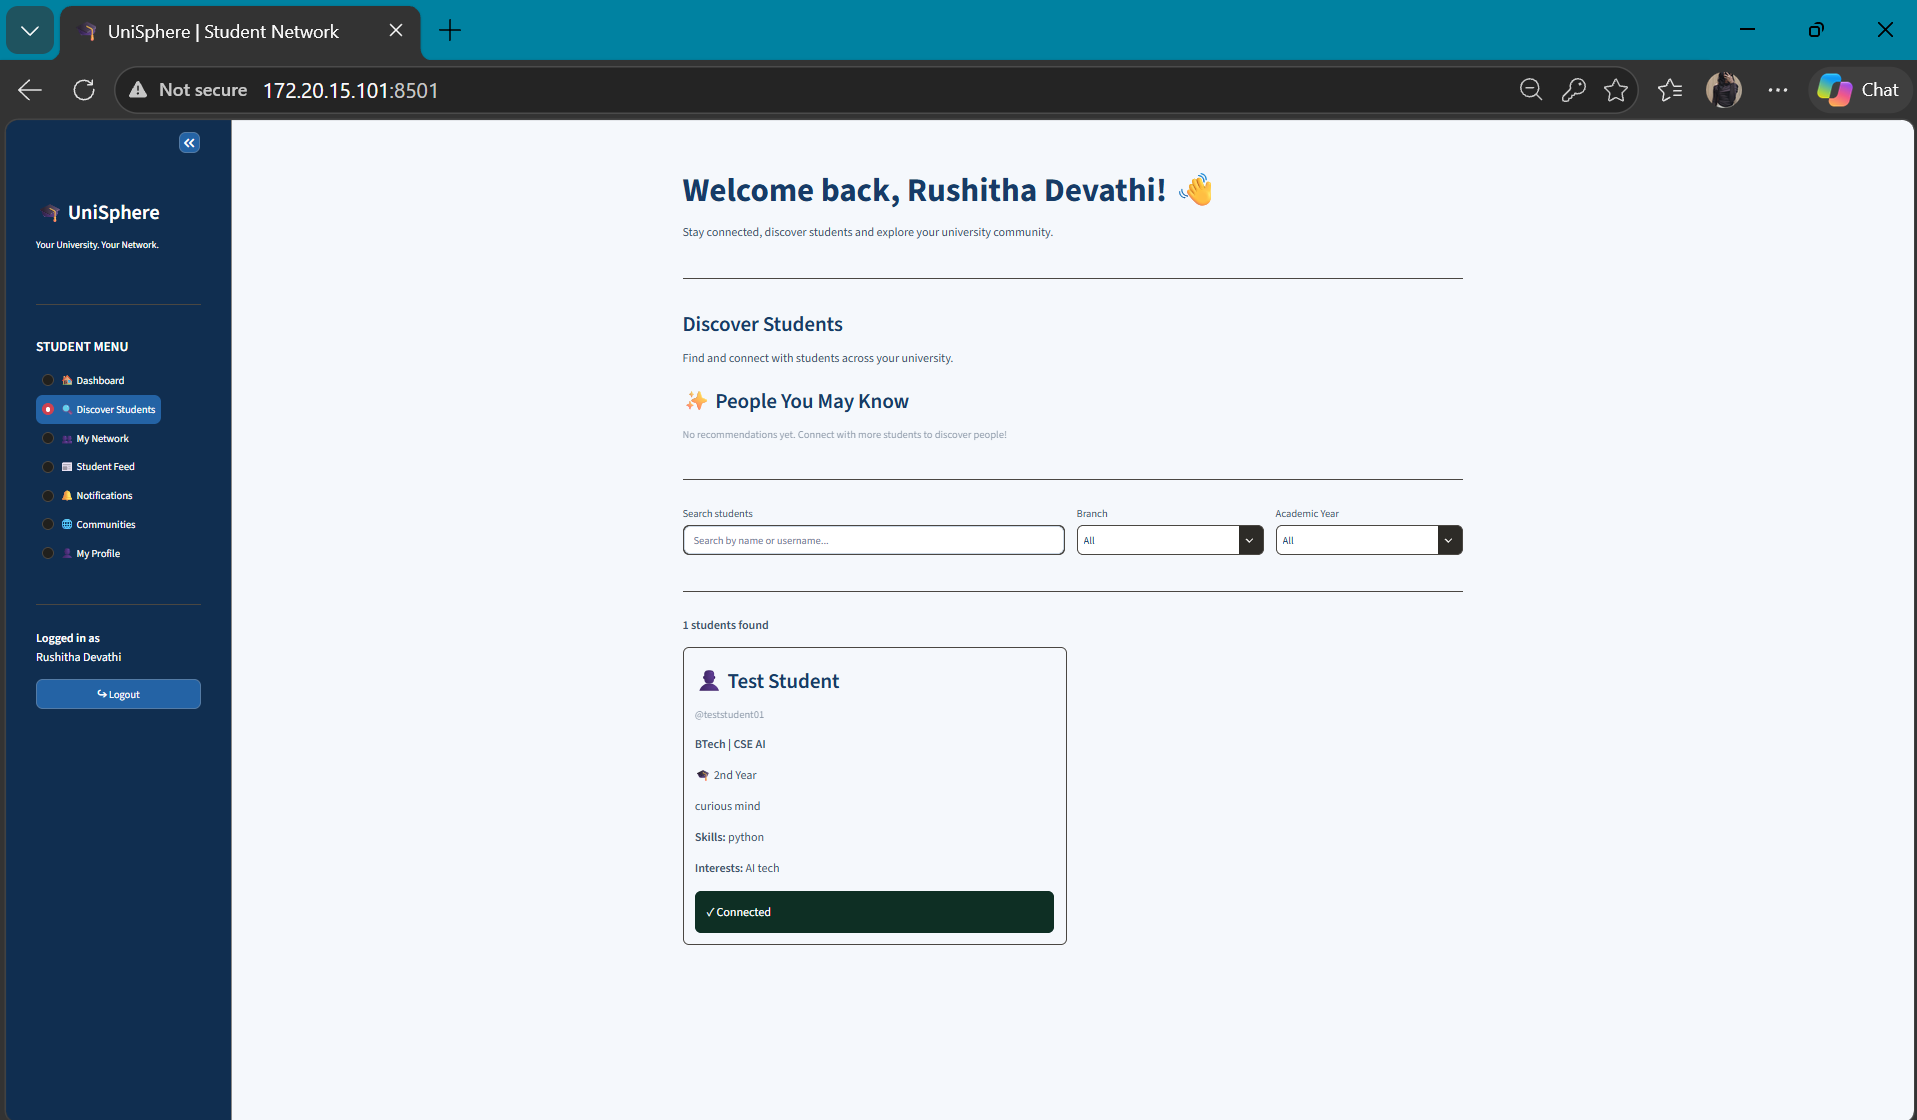 UniSphere | Student Network
Not secure 172.20.15.101:8501
Chat
UniSphere
Your University. Your Network.
STUDENT MENU
Dashboard
Discover Students
My Network
Student Feed
Notifications
Communities
My Profile
Logged in as
Rushitha Devathi
Logout
Welcome back, Rushitha Devathi!
Stay connected, discover students and explore your university community.
Discover Students
Find and connect with students across your university.
People You May Know
No recommendations yet. Connect with more students to discover people!
Search students Branch Academic Year
Search by name or username... All All
1 students found
Test Student
@teststudent01
BTech | CSE AI
2nd Year
curious mind
Skills: python
Interests: AI tech
✓ Connected